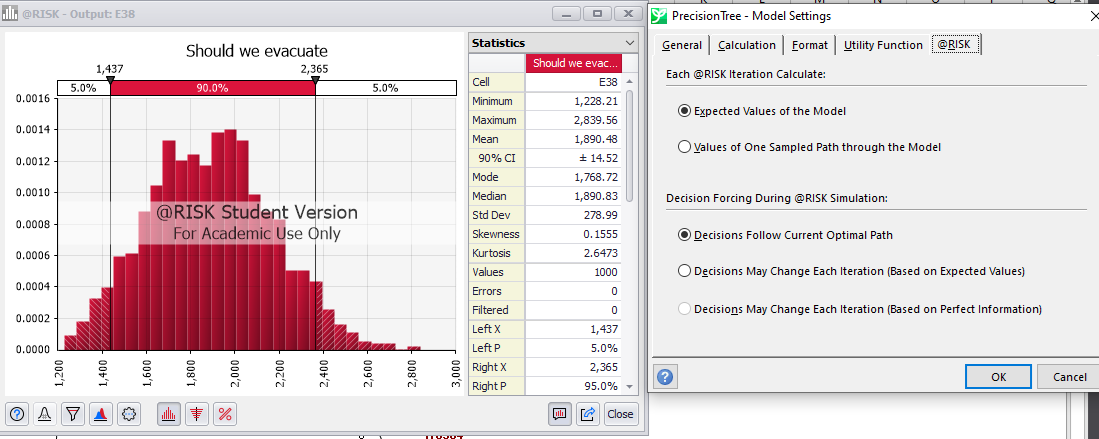 @RISK - Output: E38
Should we evacuate
1,437 2,365
5.0% 90.0% 5.0%
0.0016
0.0014
0.0012
0.0010
0.0008
0.0006
0.0004
0.0002
0.0000
1,200
1,400
1,600
1,800
2,000
2,200
2,400
2,600
2,800
3,000
@RISK Student Version
For Academic Use Only
Statistics
Should we evac...
Cell E38
Minimum 1,228.21
Maximum 2,839.56
Mean 1,890.48
90% CI ± 14.52
Mode 1,768.72
Median 1,890.83
Std Dev 278.99
Skewness 0.1555
Kurtosis 2.6473
Values 1000
Errors 0
Filtered 0
Left X 1,437
Left P 5.0%
Right X 2,365
Right P 95.0%
Close
PrecisionTree - Model Settings
General Calculation Format Utility Function @RISK
Each @RISK Iteration Calculate:
Expected Values of the Model
Values of One Sampled Path through the Model
Decision Forcing During @RISK Simulation:
Decisions Follow Current Optimal Path
Decisions May Change Each Iteration (Based on Expected Values)
Decisions May Change Each Iteration (Based on Perfect Information)
OK Cancel